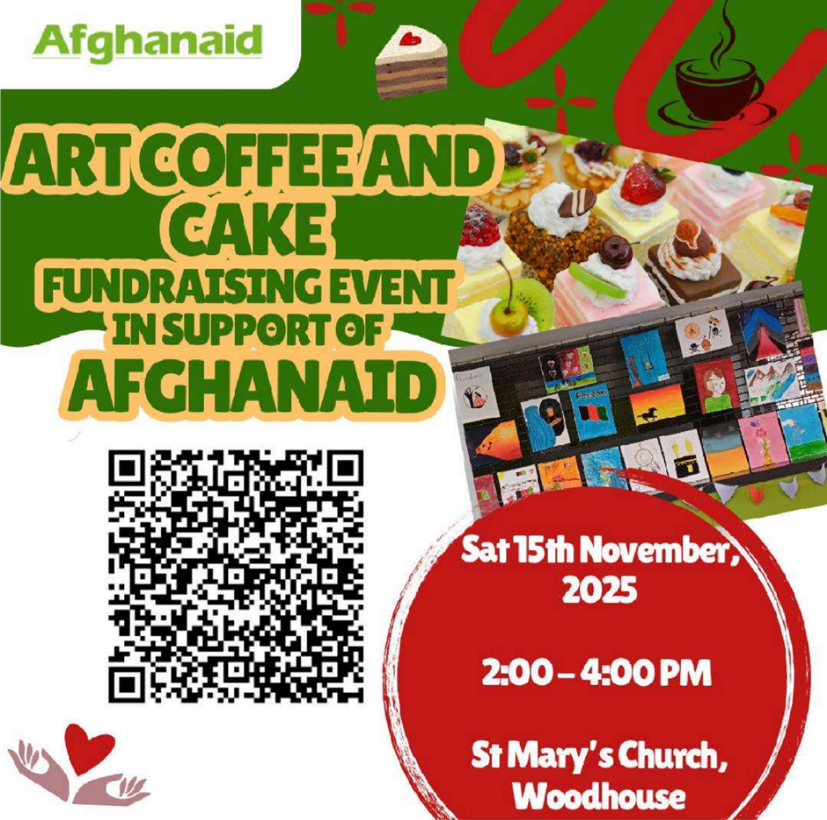 Afghanaid
ART COFFEE AND
CAKE
FUNDRAISING EVENT
IN SUPPORT OF
AFGHANAID
Freedom
Sat 15th November,
2025
2:00 – 4:00 PM
St Mary's Church,
Woodhouse